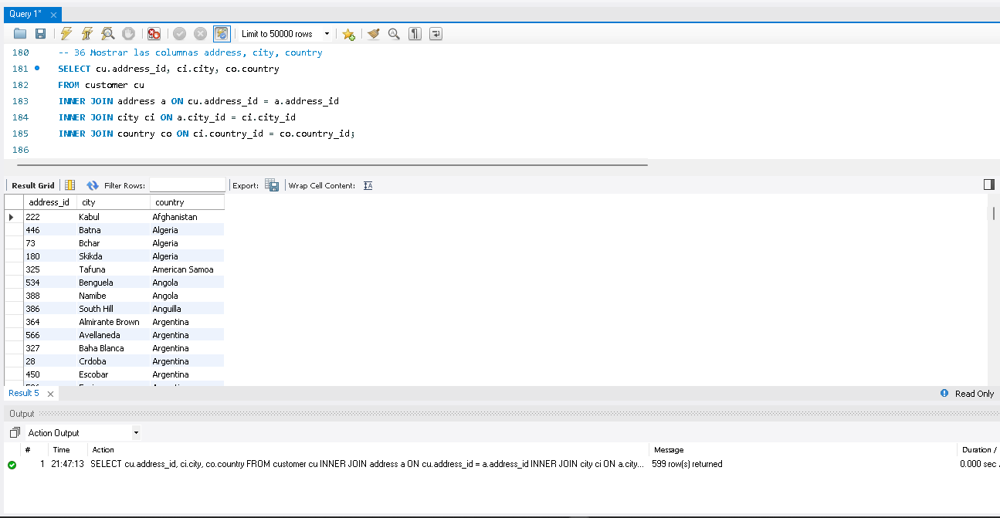 Query 1*
Limit to 50000 rows
180 -- 36 Mostrar las columnas address, city, country
181 SELECT cu.address_id, ci.city, co.country
182 FROM customer cu
183 INNER JOIN address a ON cu.address_id = a.address_id
184 INNER JOIN city ci ON a.city_id = ci.city_id
185 INNER JOIN country co ON ci.country_id = co.country_id;
186
Result Grid Filter Rows: Export: Wrap Cell Content: IA
address_id city country
222 Kabul Afghanistan
446 Batna Algeria
73 Bchar Algeria
180 Skikda Algeria
325 Tafuna American Samoa
534 Benguela Angola
388 Namibe Angola
386 South Hill Anguilla
364 Almirante Brown Argentina
566 Avellaneda Argentina
327 Baha Blanca Argentina
28 Crdoba Argentina
450 Escobar Argentina
Result 5 Read Only
Output
Action Output
# Time Action Message Duration /
1 21:47:13 SELECT cu.address_id, ci.city, co.country FROM customer cu INNER JOIN address a ON cu.address_id = a.address_id INNER JOIN city ci ON a.city... 599 row(s) returned 0.000 sec